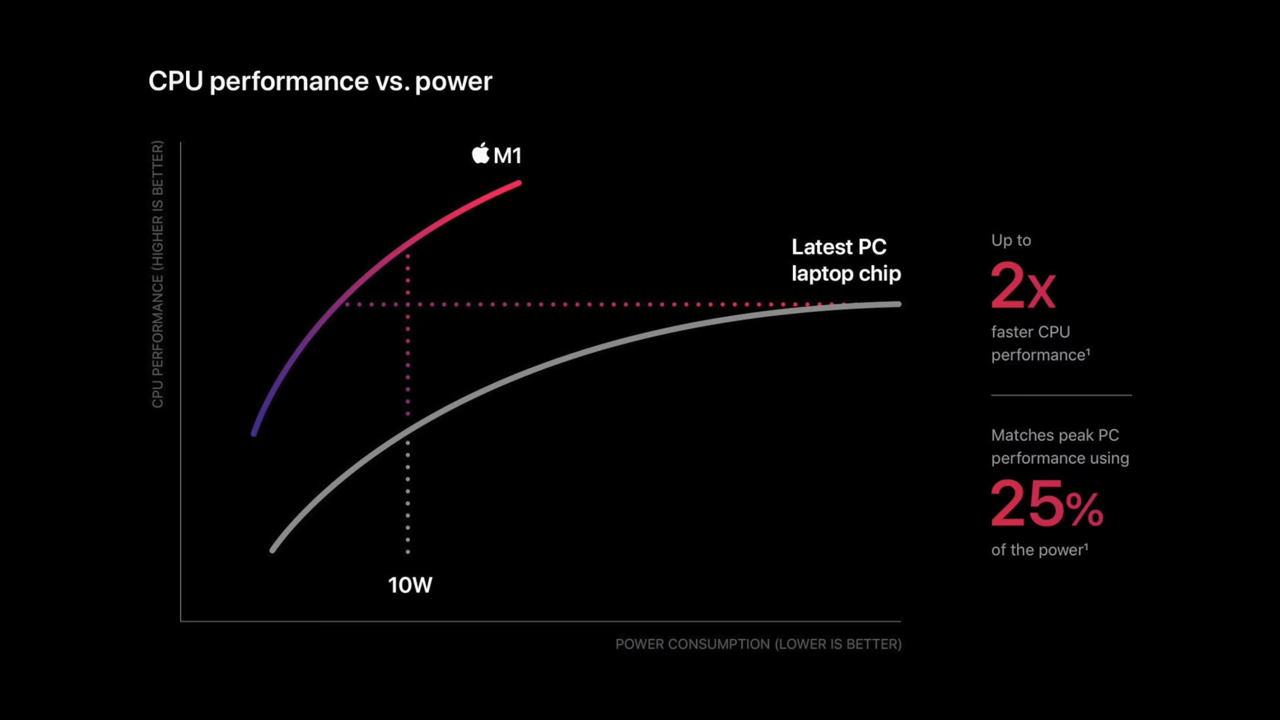 CPU performance vs. power
CPU PERFORMANCE (HIGHER IS BETTER)
M1
Latest PC
laptop chip
10W
POWER CONSUMPTION (LOWER IS BETTER)
Up to
2x
faster CPU
performance¹
Matches peak PC
performance using
25%
of the power¹